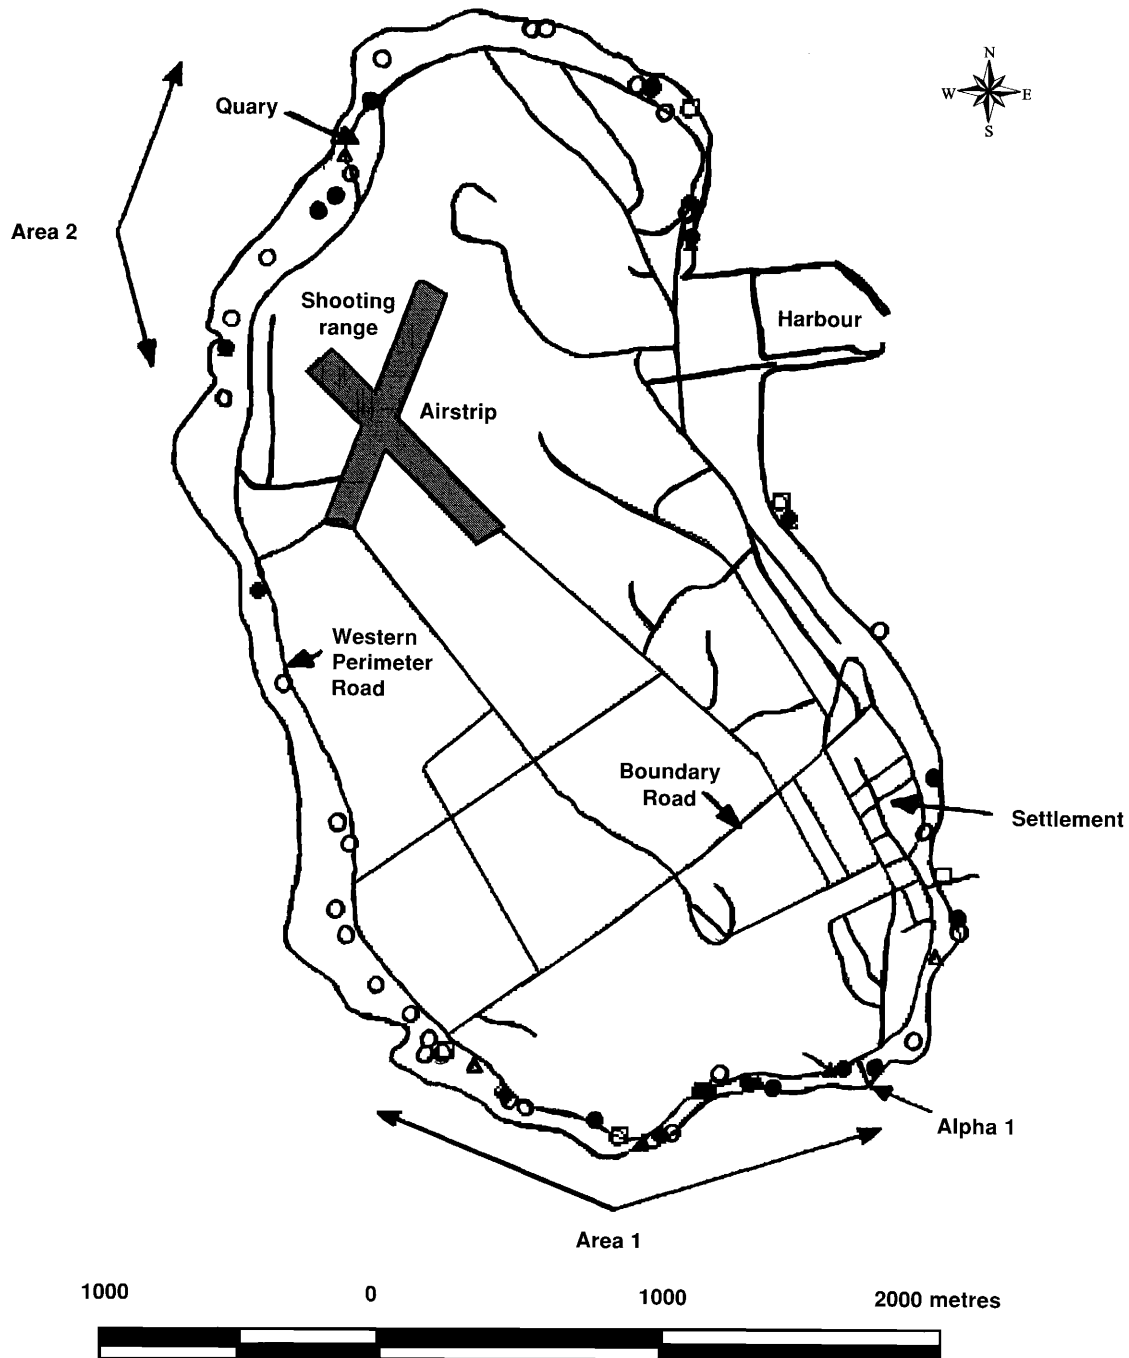 N
W E
S
Quary
Area 2
Shooting
range
Harbour
Airstrip
Western
Perimeter
Road
Boundary
Road
Settlement
Alpha 1
Area 1
1000 0 1000 2000 metres